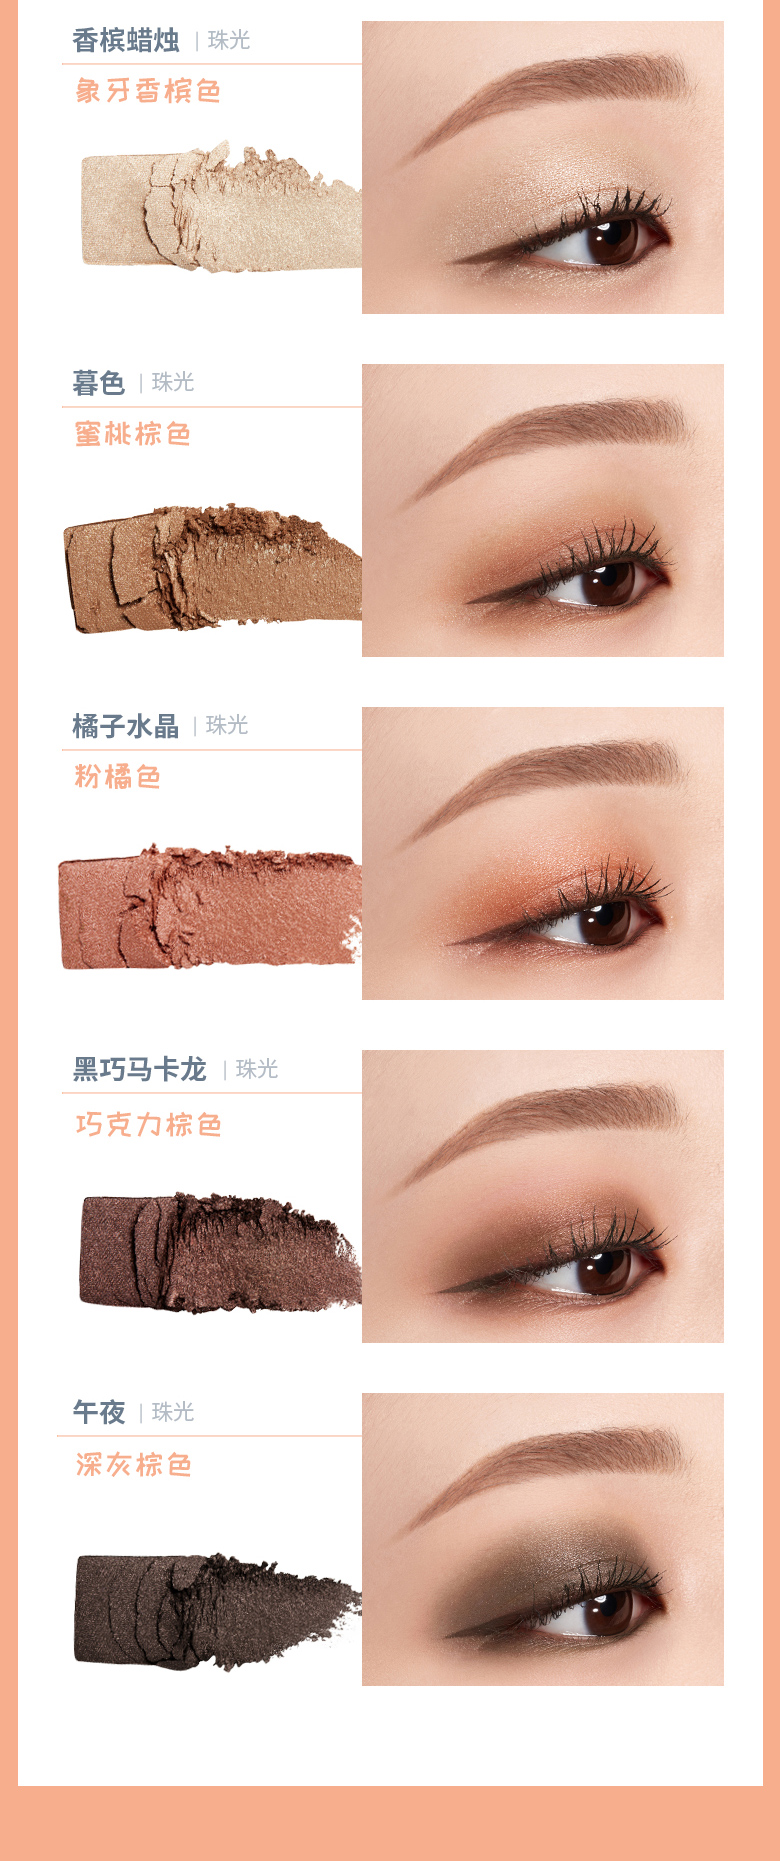 香槟蜡烛 | 珠光
象牙香槟色
暮色 | 珠光
蜜桃棕色
橘子水晶 | 珠光
粉橘色
黑巧马卡龙 | 珠光
巧克力棕色
午夜 | 珠光
深灰棕色